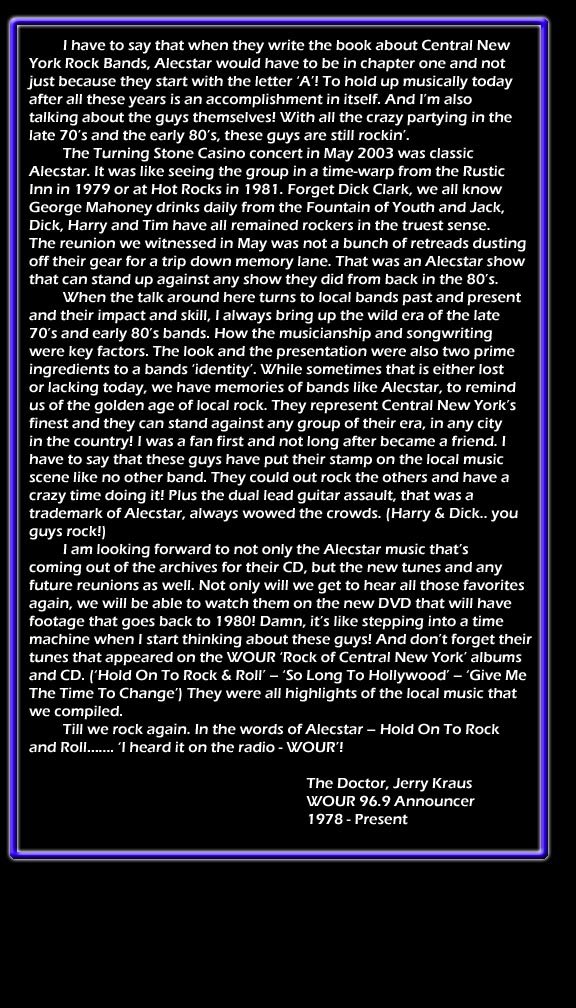 I have to say that when they write the book about Central New
York Rock Bands, Alecstar would have to be in chapter one and not
just because they start with the letter ‘A’! To hold up musically today
after all these years is an accomplishment in itself. And I’m also
talking about the guys themselves! With all the crazy partying in the
late 70’s and the early 80’s, these guys are still rockin’.
The Turning Stone Casino concert in May 2003 was classic
Alecstar. It was like seeing the group in a time-warp from the Rustic
Inn in 1979 or at Hot Rocks in 1981. Forget Dick Clark, we all know
George Mahoney drinks daily from the Fountain of Youth and Jack,
Dick, Harry and Tim have all remained rockers in the truest sense.
The reunion we witnessed in May was not a bunch of retreads dusting
off their gear for a trip down memory lane. That was an Alecstar show
that can stand up against any show they did from back in the 80’s.
When the talk around here turns to local bands past and present
and their impact and skill, I always bring up the wild era of the late
70’s and early 80’s bands. How the musicianship and songwriting
were key factors. The look and the presentation were also two prime
ingredients to a bands ‘identity’. While sometimes that is either lost
or lacking today, we have memories of bands like Alecstar, to remind
us of the golden age of local rock. They represent Central New York’s
finest and they can stand against any group of their era, in any city
in the country! I was a fan first and not long after became a friend. I
have to say that these guys have put their stamp on the local music
scene like no other band. They could out rock the others and have a
crazy time doing it! Plus the dual lead guitar assault, that was a
trademark of Alecstar, always wowed the crowds. (Harry & Dick.. you
guys rock!)
I am looking forward to not only the Alecstar music that’s
coming out of the archives for their CD, but the new tunes and any
future reunions as well. Not only will we get to hear all those favorites
again, we will be able to watch them on the new DVD that will have
footage that goes back to 1980! Damn, it’s like stepping into a time
machine when I start thinking about these guys! And don’t forget their
tunes that appeared on the WOUR ‘Rock of Central New York’ albums
and CD. (‘Hold On To Rock & Roll’ – ‘So Long To Hollywood’ – ‘Give Me
The Time To Change’) They were all highlights of the local music that
we compiled.
Till we rock again. In the words of Alecstar – Hold On To Rock
and Roll....... ‘I heard it on the radio - WOUR’!
The Doctor, Jerry Kraus
WOUR 96.9 Announcer
1978 - Present